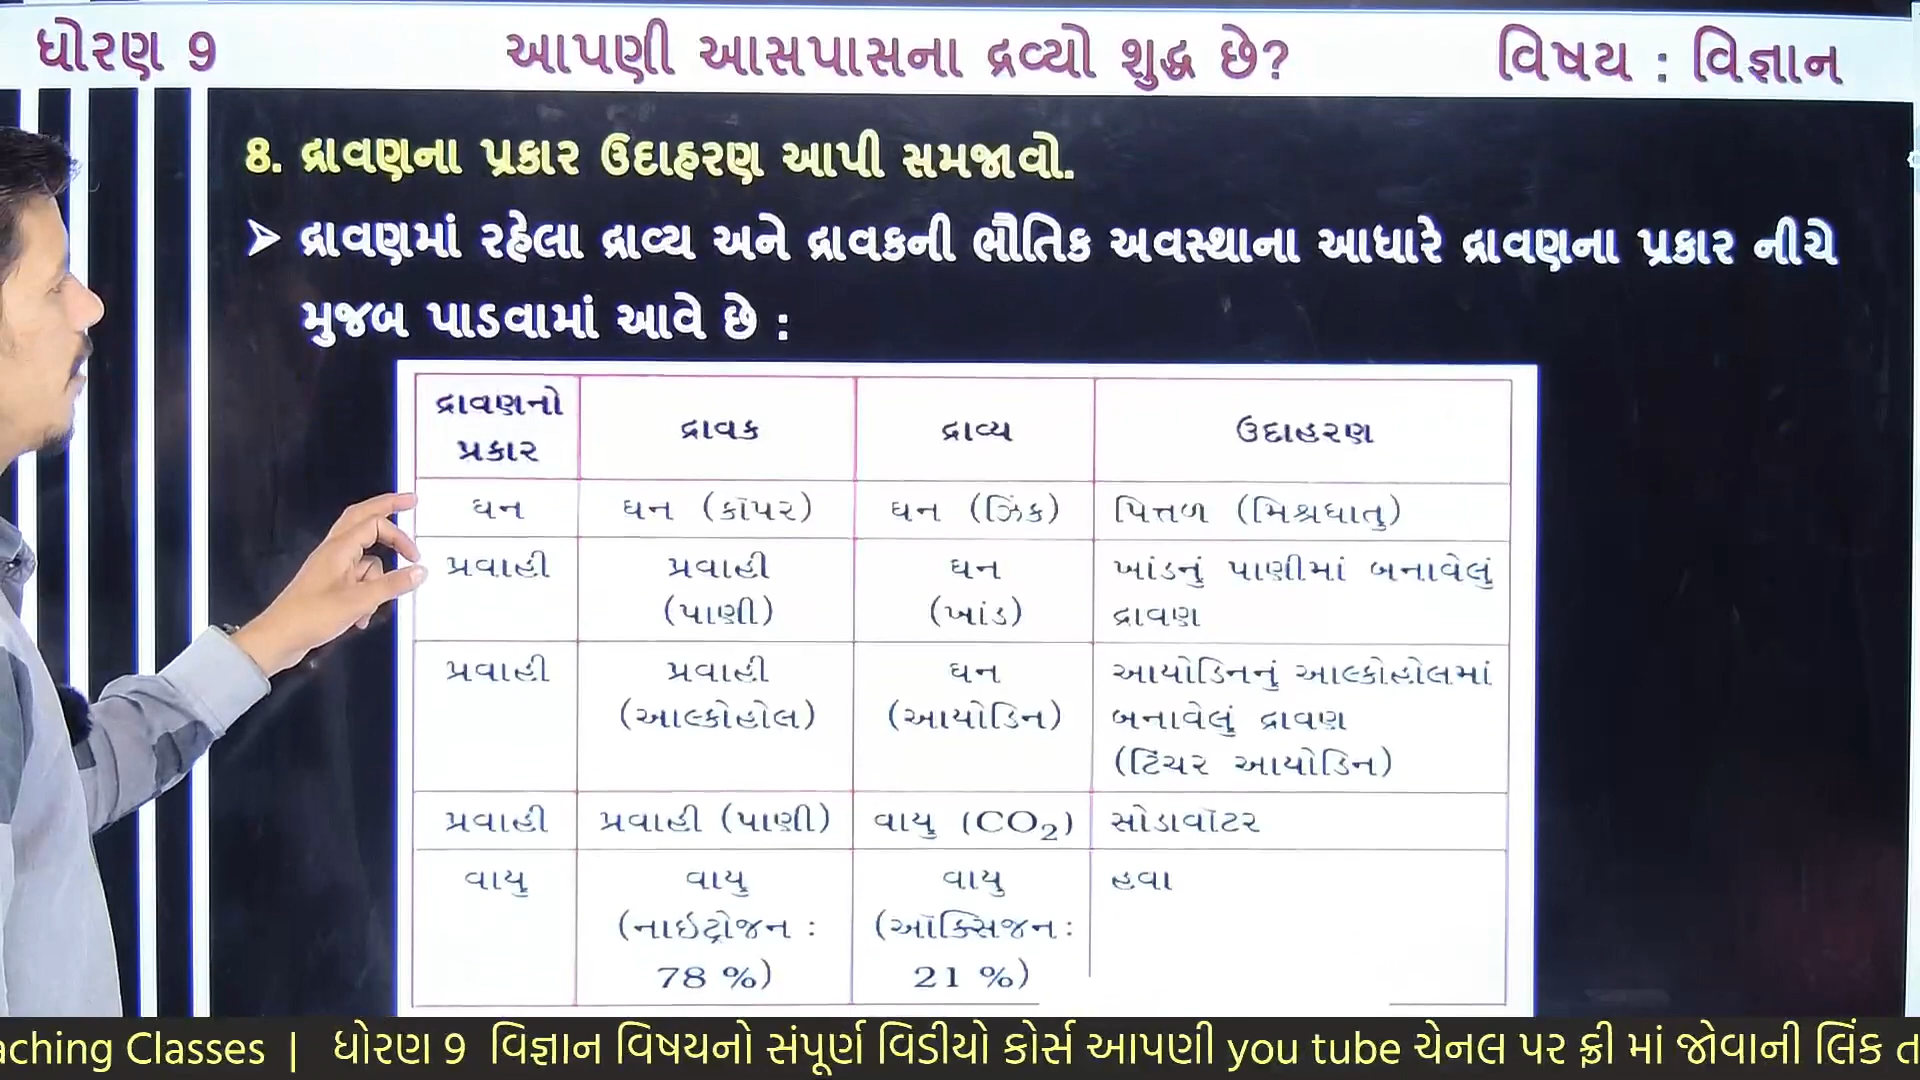 ધોરણ 9
આપણી આસપાસના દ્રવ્યો શુદ્ધ છે?
વિષય : વિજ્ઞાન
8. દ્રાવણના પ્રકાર ઉદાહરણ આપી સમજાવો.
➤ દ્રાવણમાં રહેલા દ્રાવ્ય અને દ્રાવકની ભૌતિક અવસ્થાના આધારે દ્રાવણના પ્રકાર નીચે
મુજબ પાડવામાં આવે છે :
દ્રાવણનો
પ્રકાર
દ્રાવક
દ્રાવ્ય
ઉદાહરણ
ઘન
ઘન (કૉપર)
ઘન (ઝિંક)
પિત્તળ (મિશ્રધાતુ)
પ્રવાહી
પ્રવાહી
(પાણી)
ઘન
(ખાંડ)
ખાંડનું પાણીમાં બનાવેલું
દ્રાવણ
પ્રવાહી
પ્રવાહી
(આલ્કોહોલ)
ઘન
(આયોડિન)
આયોડિનનું આલ્કોહોલમાં
બનાવેલું દ્રાવણ
(ટિંચર આયોડિન)
પ્રવાહી
પ્રવાહી (પાણી)
વાયુ (CO₂)
સોડાવૉટર
વાયુ
વાયુ
(નાઇટ્રોજન :
78 %)
વાયુ
(ઑક્સિજન :
21 %)
હવા
Classes | ધોરણ 9 વિજ્ઞાન વિષયનો સંપૂર્ણ વિડીયો કોર્સ આપણી you tube ચેનલ પર ફ્રી માં જોવાની લિંક